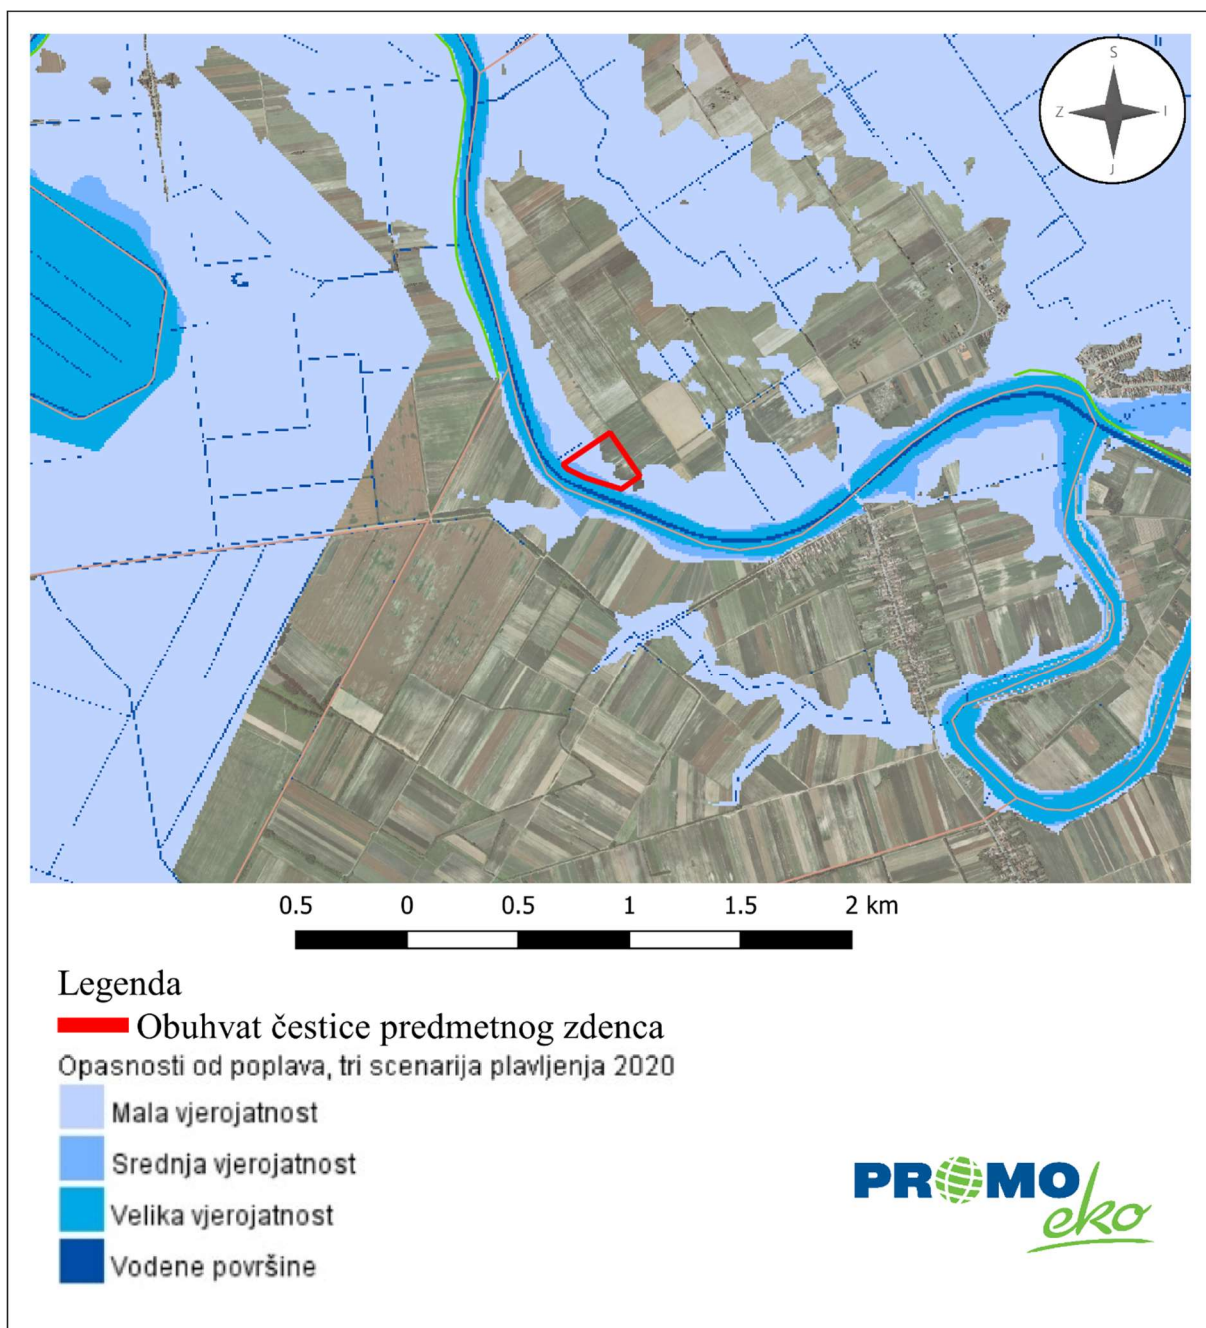 S
Z I
J
0.5 0 0.5 1 1.5 2 km
Legenda
Obuhvat čestice predmetnog zdenca
Opasnosti od poplava, tri scenarija plavljenja 2020
Mala vjerojatnost
Srednja vjerojatnost
Velika vjerojatnost
Vodene površine
PROMO
eko